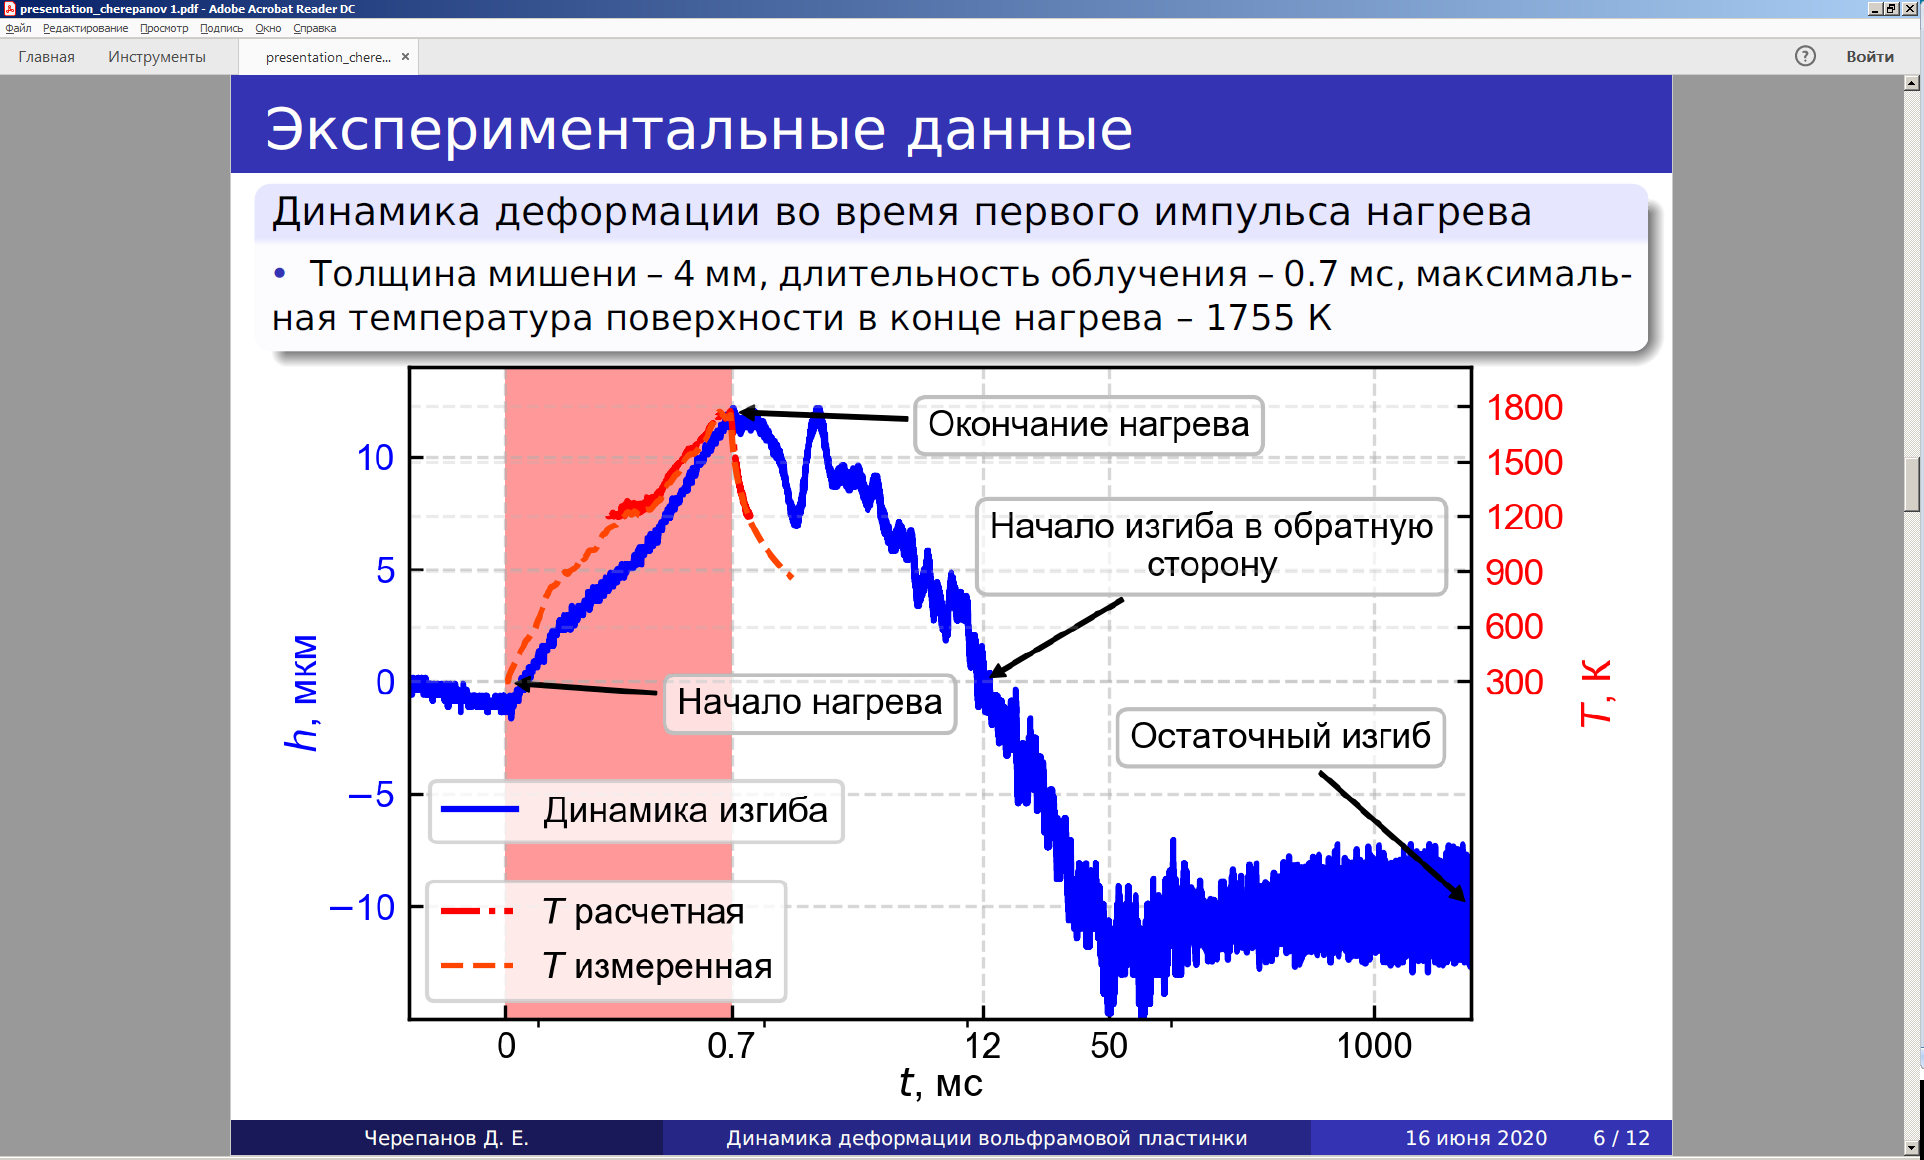 presentation_cherepanov 1.pdf - Adobe Acrobat Reader DC
Файл Редактирование Просмотр Подпись Окно Справка
Главная Инструменты presentation_chere... × ? Войти
Экспериментальные данные
Динамика деформации во время первого импульса нагрева
• Толщина мишени – 4 мм, длительность облучения – 0.7 мс, максималь-
ная температура поверхности в конце нагрева – 1755 К
Окончание нагрева
Начало изгиба в обратную
сторону
Начало нагрева
Остаточный изгиб
Динамика изгиба
T расчетная
T измеренная
10
5
0
−5
−10
h, мкм
1800
1500
1200
900
600
300
T, К
0 0.7 12 50 1000
t, мс
Черепанов Д. Е. Динамика деформации вольфрамовой пластинки 16 июня 2020 6 / 12